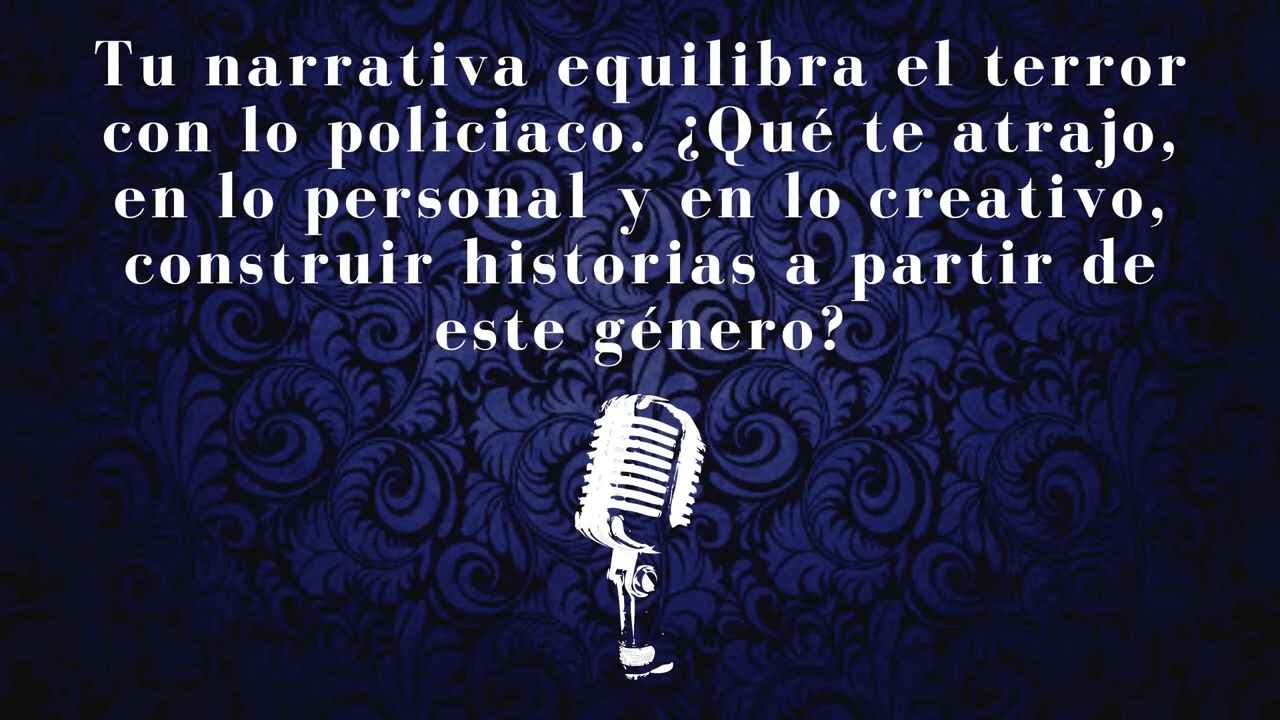 Tu narrativa equilibra el terror
con lo policiaco. ¿Qué te atrajo,
en lo personal y en lo creativo,
construir historias a partir de
este género?